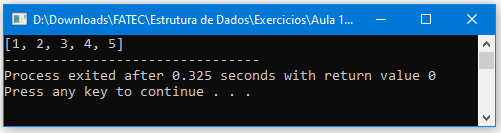 D:\Downloads\FATEC\Estrutura de Dados\Exercicios\Aula 1...
[1, 2, 3, 4, 5]
--------------------------------
Process exited after 0.325 seconds with return value 0
Press any key to continue . . .